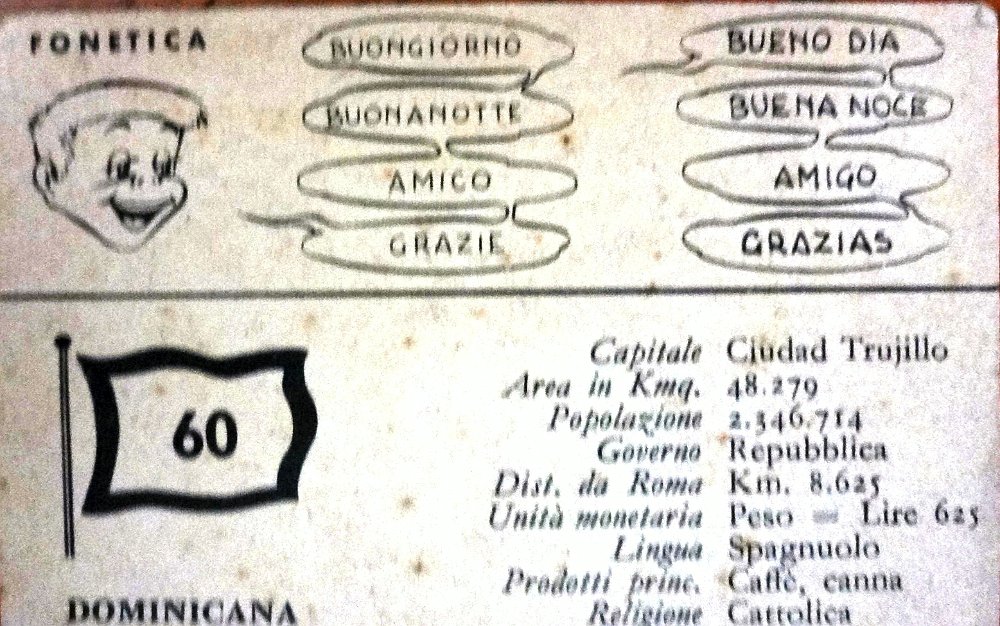 FONETICA
BUONGIORNO BUENO DIA
BUONANOTTE BUENA NOCE
AMICO AMIGO
GRAZIE GRAZIAS
60
DOMINICANA
Capitale Ciudad Trujillo
Area in Kmq. 48.279
Popolazione 2.346.714
Governo Repubblica
Dist. da Roma Km. 8.625
Unità monetaria Peso = Lire 625
Lingua Spagnuolo
Prodotti princ. Caffè, canna
Religione Cattolica